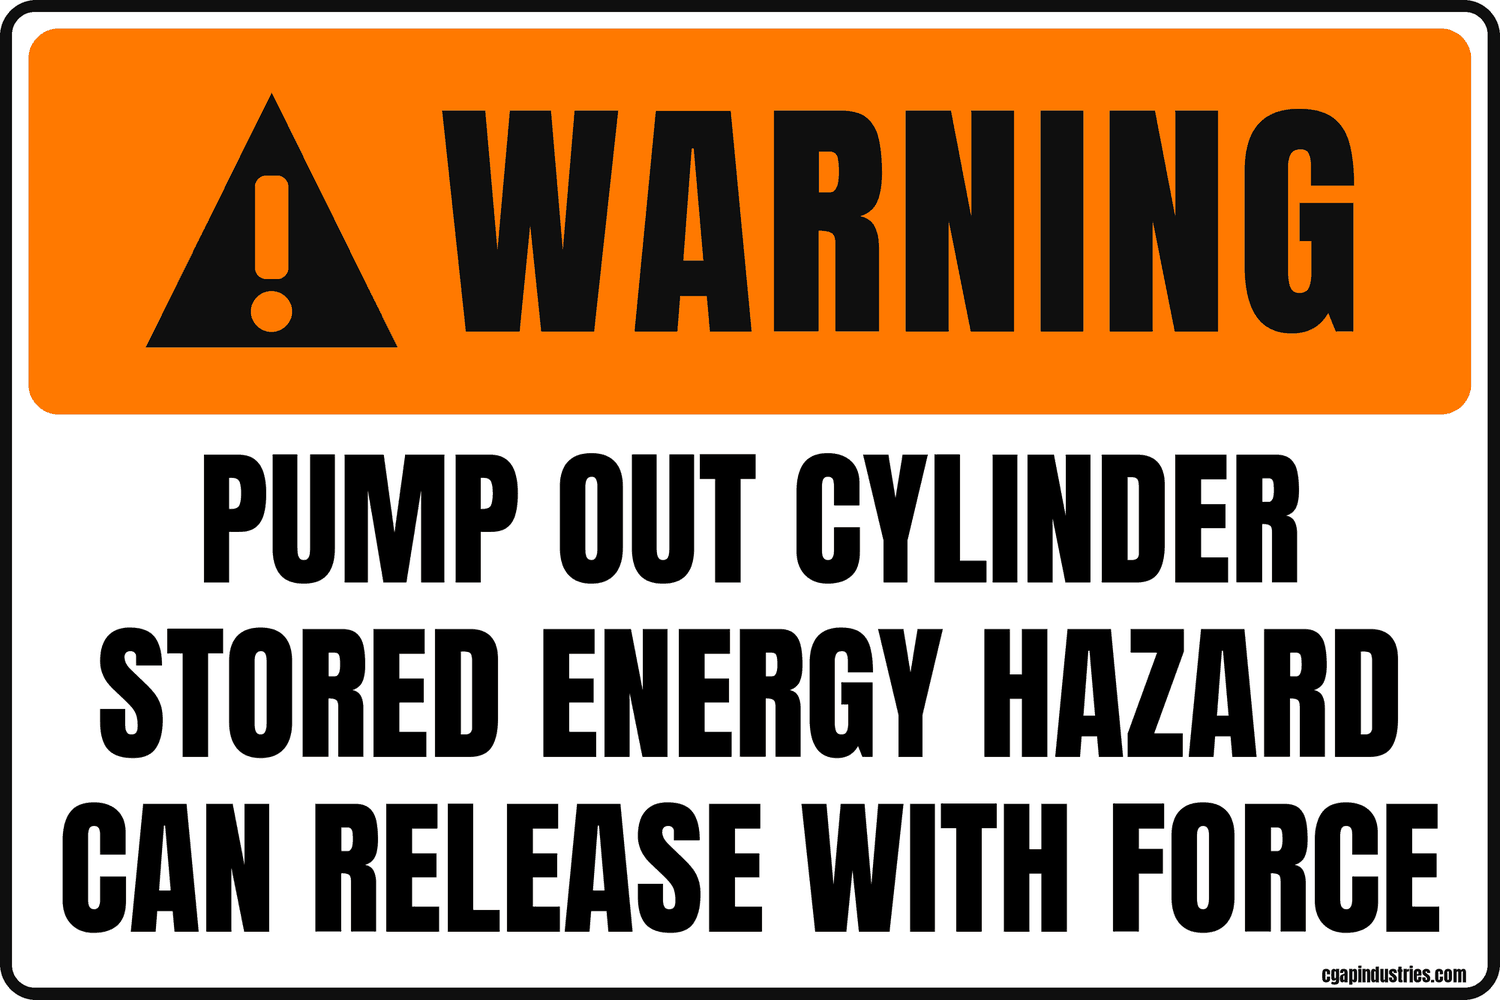 WARNING
PUMP OUT CYLINDER
STORED ENERGY HAZARD
CAN RELEASE WITH FORCE
cgapindustries.com